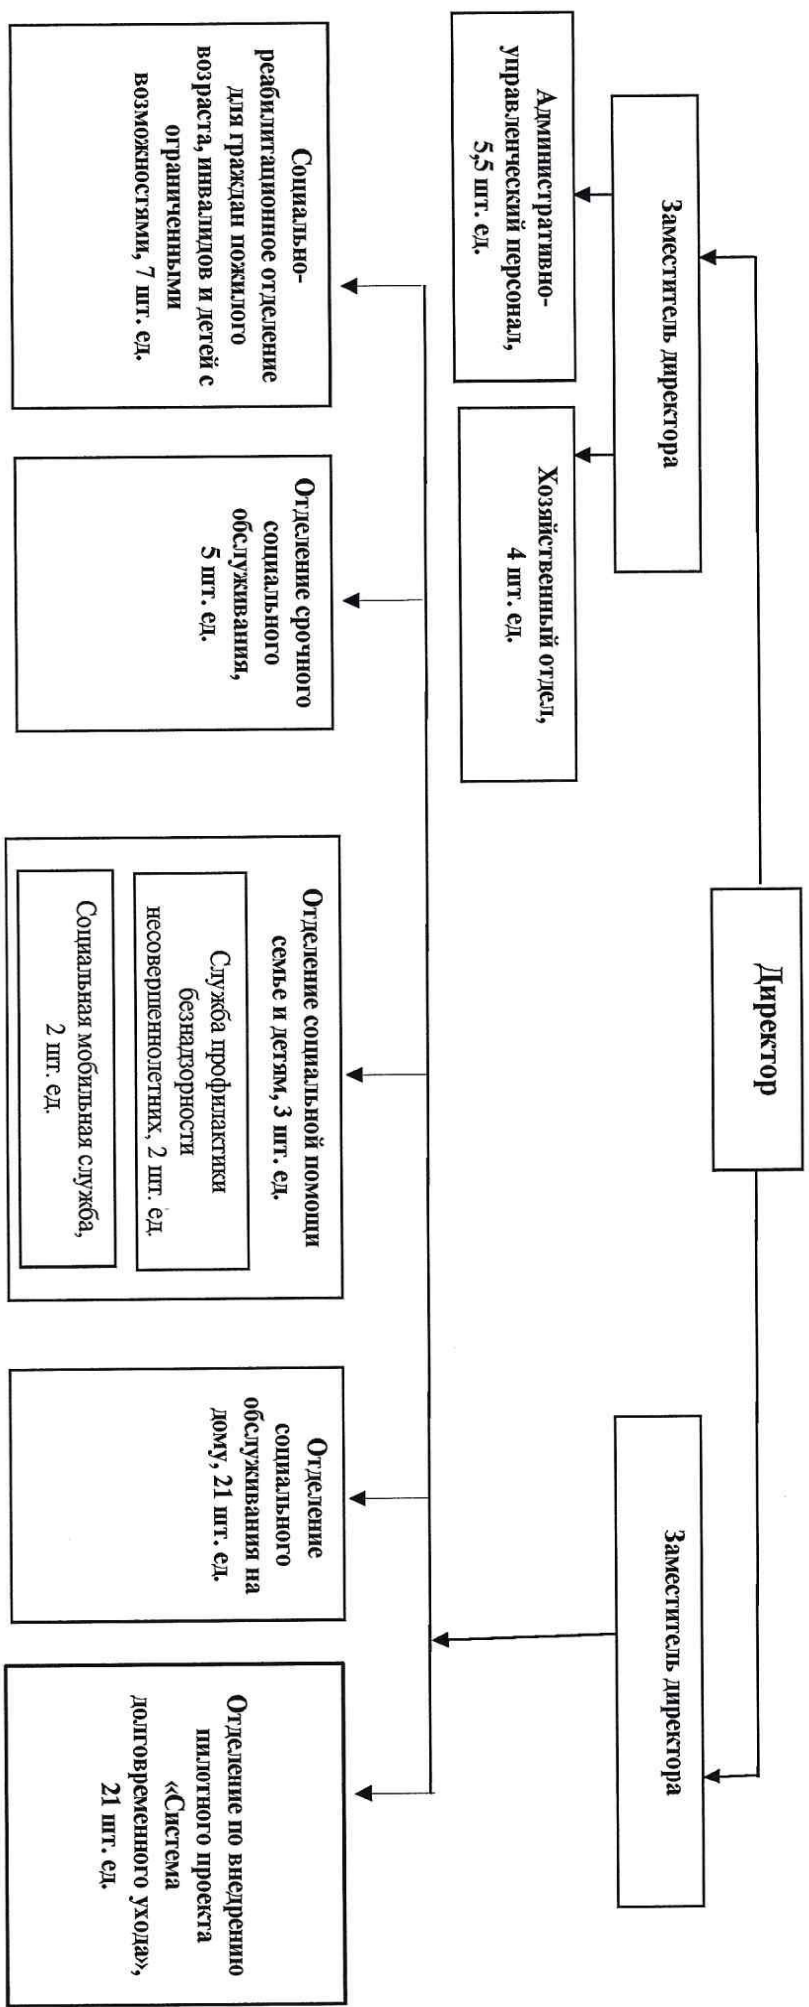 Директор
Заместитель директора
Заместитель директора
Административно-
управленческий персонал,
5,5 шт. ед.
Хозяйственный отдел,
4 шт. ед.
Социально-
реабилитационное отделение
для граждан пожилого
возраста, инвалидов и детей с
ограниченными
возможностями, 7 шт. ед.
Отделение срочного
социального
обслуживания,
5 шт. ед.
Отделение социальной помощи
семье и детям, 3 шт. ед.
Служба профилактики
безнадзорности
несовершеннолетних, 2 шт. ед.
Социальная мобильная служба,
2 шт. ед.
Отделение
социального
обслуживания на
дому, 21 шт. ед.
Отделение по внедрению
пилотного проекта
«Система
долговременного ухода»,
21 шт. ед.